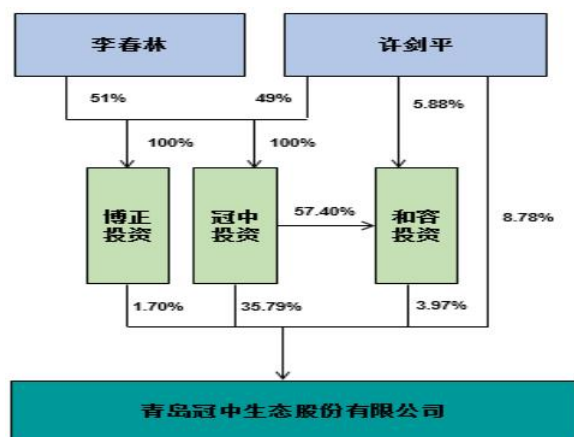 李春林
许剑平
51%
49%
5.88%
100%
100%
博正
投资
冠中
投资
57.40%
和容
投资
8.78%
1.70%
35.79%
3.97%
青岛冠中生态股份有限公司